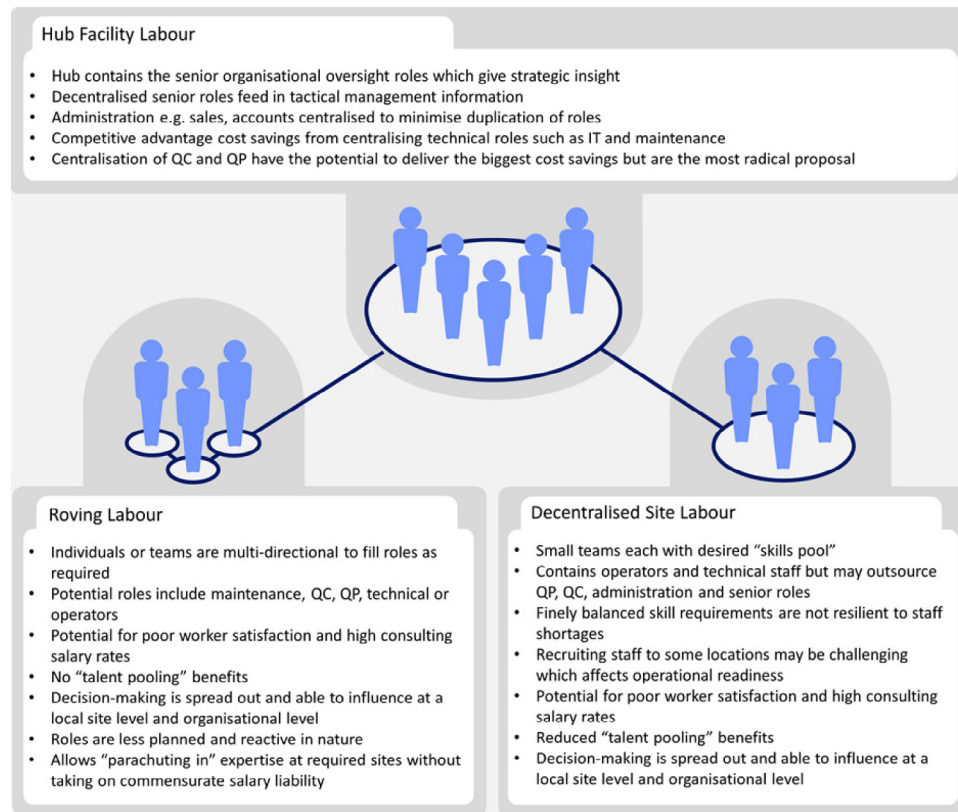 Hub Facility Labour
• Hub contains the senior organisational oversight roles which give strategic insight
• Decentralised senior roles feed in tactical management information
• Administration e.g. sales, accounts centralised to minimise duplication of roles
• Competitive advantage cost savings from centralising technical roles such as IT and maintenance
• Centralisation of QC and QP have the potential to deliver the biggest cost savings but are the most radical proposal
Roving Labour
• Individuals or teams are multi-directional to fill roles as
required
• Potential roles include maintenance, QC, QP, technical or
operators
• Potential for poor worker satisfaction and high consulting
salary rates
• No “talent pooling” benefits
• Decision-making is spread out and able to influence at a
local site level and organisational level
• Roles are less planned and reactive in nature
• Allows “parachuting in” expertise at required sites without
taking on commensurate salary liability
Decentralised Site Labour
• Small teams each with desired “skills pool”
• Contains operators and technical staff but may outsource
QP, QC, administration and senior roles
• Finely balanced skill requirements are not resilient to staff
shortages
• Recruiting staff to some locations may be challenging
which affects operational readiness
• Potential for poor worker satisfaction and high consulting
salary rates
• Reduced “talent pooling” benefits
• Decision-making is spread out and able to influence at a
local site level and organisational level